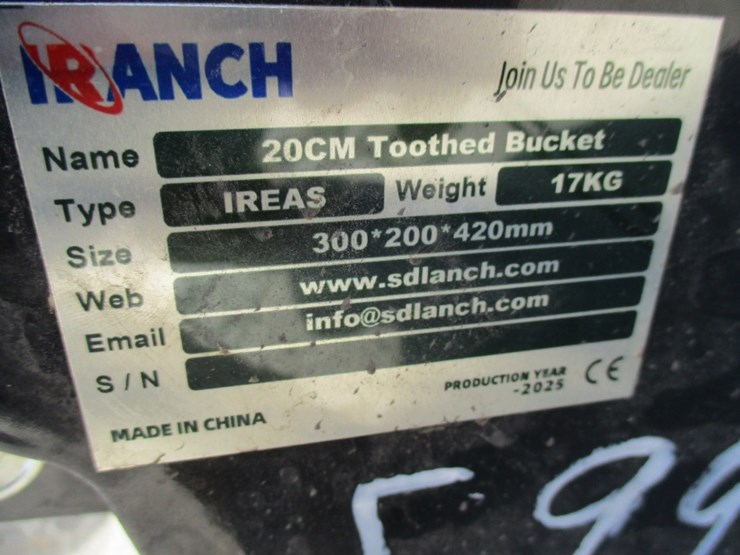 IRANCH
Join Us To Be Dealer
Name 20CM Toothed Bucket
Type IREAS Weight 17KG
Size 300*200*420mm
Web www.sdlanch.com
Email info@sdlanch.com
S/N
PRODUCTION YEAR
-2025 CE
MADE IN CHINA